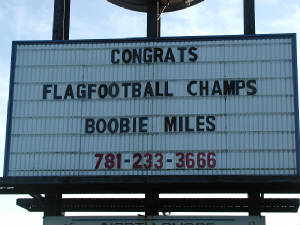 CONGRATS
FLAGFOOTBALL CHAMPS
BOOBIE MILES
781-233-3666